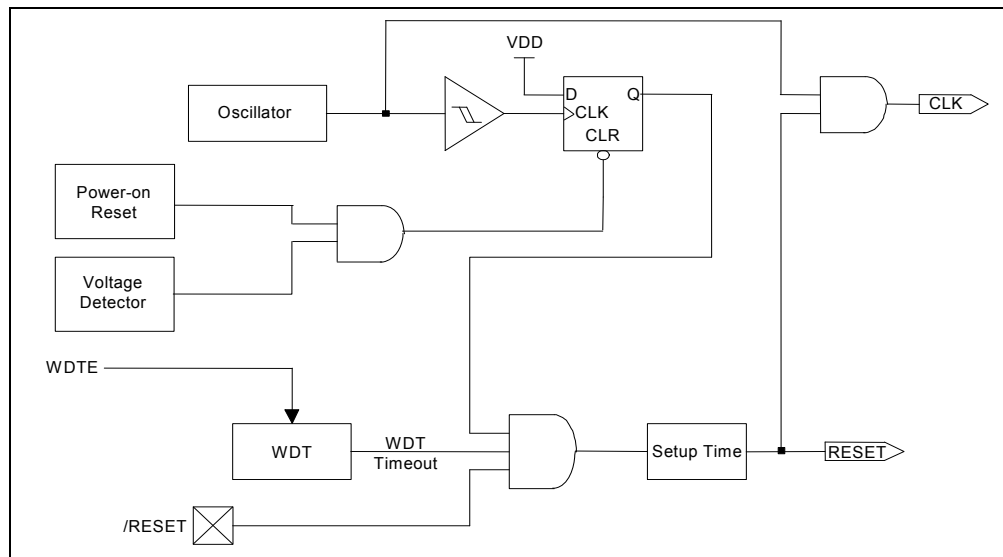 VDD
Oscillator
D
Q
CLK
CLR
CLK
Power-on
Reset
Voltage
Detector
WDTE
WDT
WDT
Timeout
Setup Time
RESET
/RESET